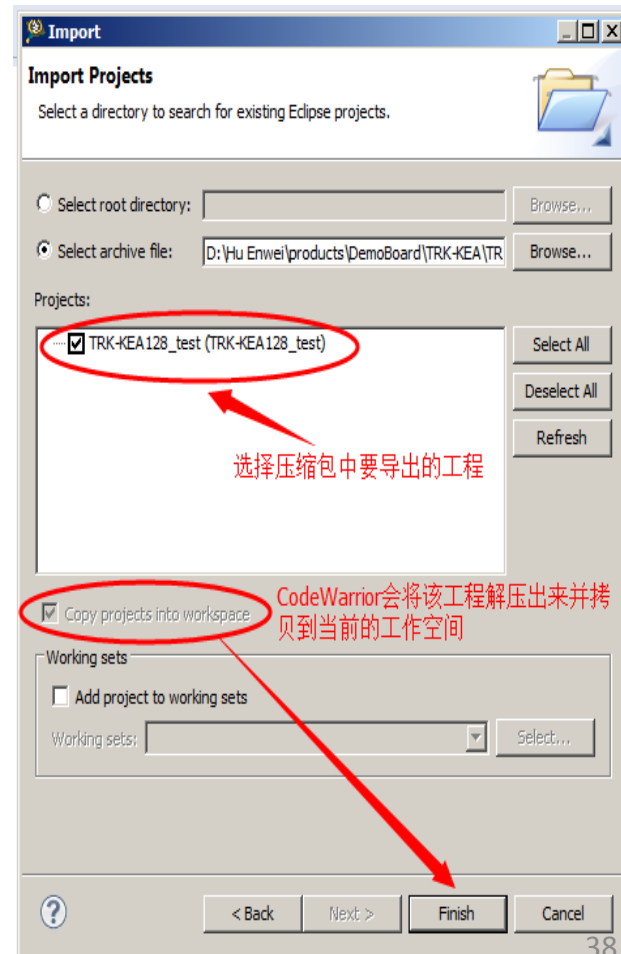 Import
Import Projects
Select a directory to search for existing Eclipse projects.
Select root directory:
Browse...
Select archive file:
D:\Hu Enwei\products\DemoBoard\TRK-KEA\TR
Browse...
Projects:
TRK-KEA128_test (TRK-KEA128_test)
Select All
Deselect All
Refresh
选择压缩包中要导出的工程
Copy projects into workspace
CodeWarrior会将该工程解压出来并拷
贝到当前的工作空间
Working sets
Add project to working sets
Working sets:
Select...
?
< Back
Next >
Finish
Cancel
38